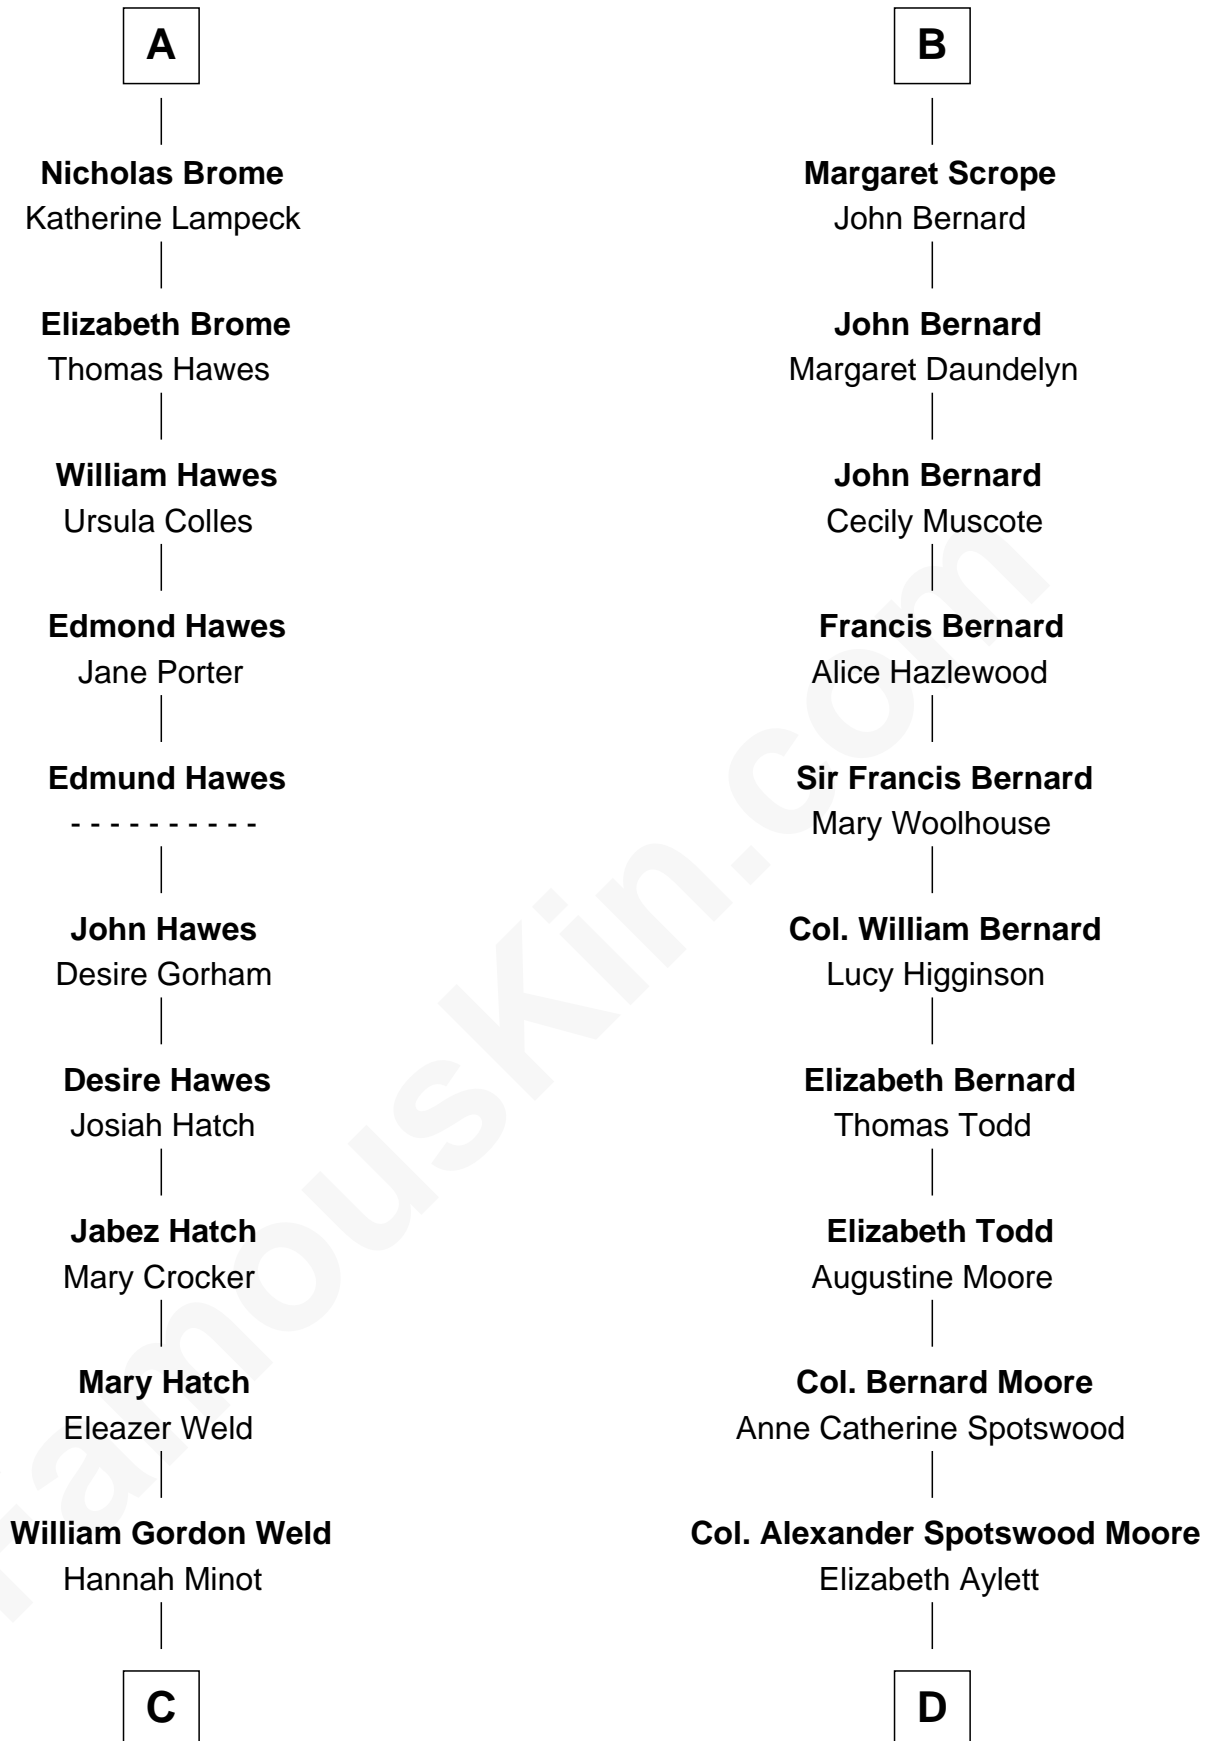 A
Nicholas Brome
Katherine Lampeck
Elizabeth Brome
Thomas Hawes
William Hawes
Ursula Colles
Edmond Hawes
Jane Porter
Edmund Hawes
- - - - - - - - - -
John Hawes
Desire Gorham
Desire Hawes
Josiah Hatch
Jabez Hatch
Mary Crocker
Mary Hatch
Eleazer Weld
William Gordon Weld
Hannah Minot
C
B
Margaret Scrope
John Bernard
John Bernard
Margaret Daundelyn
John Bernard
Cecily Muscote
Francis Bernard
Alice Hazlewood
Sir Francis Bernard
Mary Woolhouse
Col. William Bernard
Lucy Higginson
Elizabeth Bernard
Thomas Todd
Elizabeth Todd
Augustine Moore
Col. Bernard Moore
Anne Catherine Spotswood
Col. Alexander Spotswood Moore
Elizabeth Aylett
D
FamousKin.com